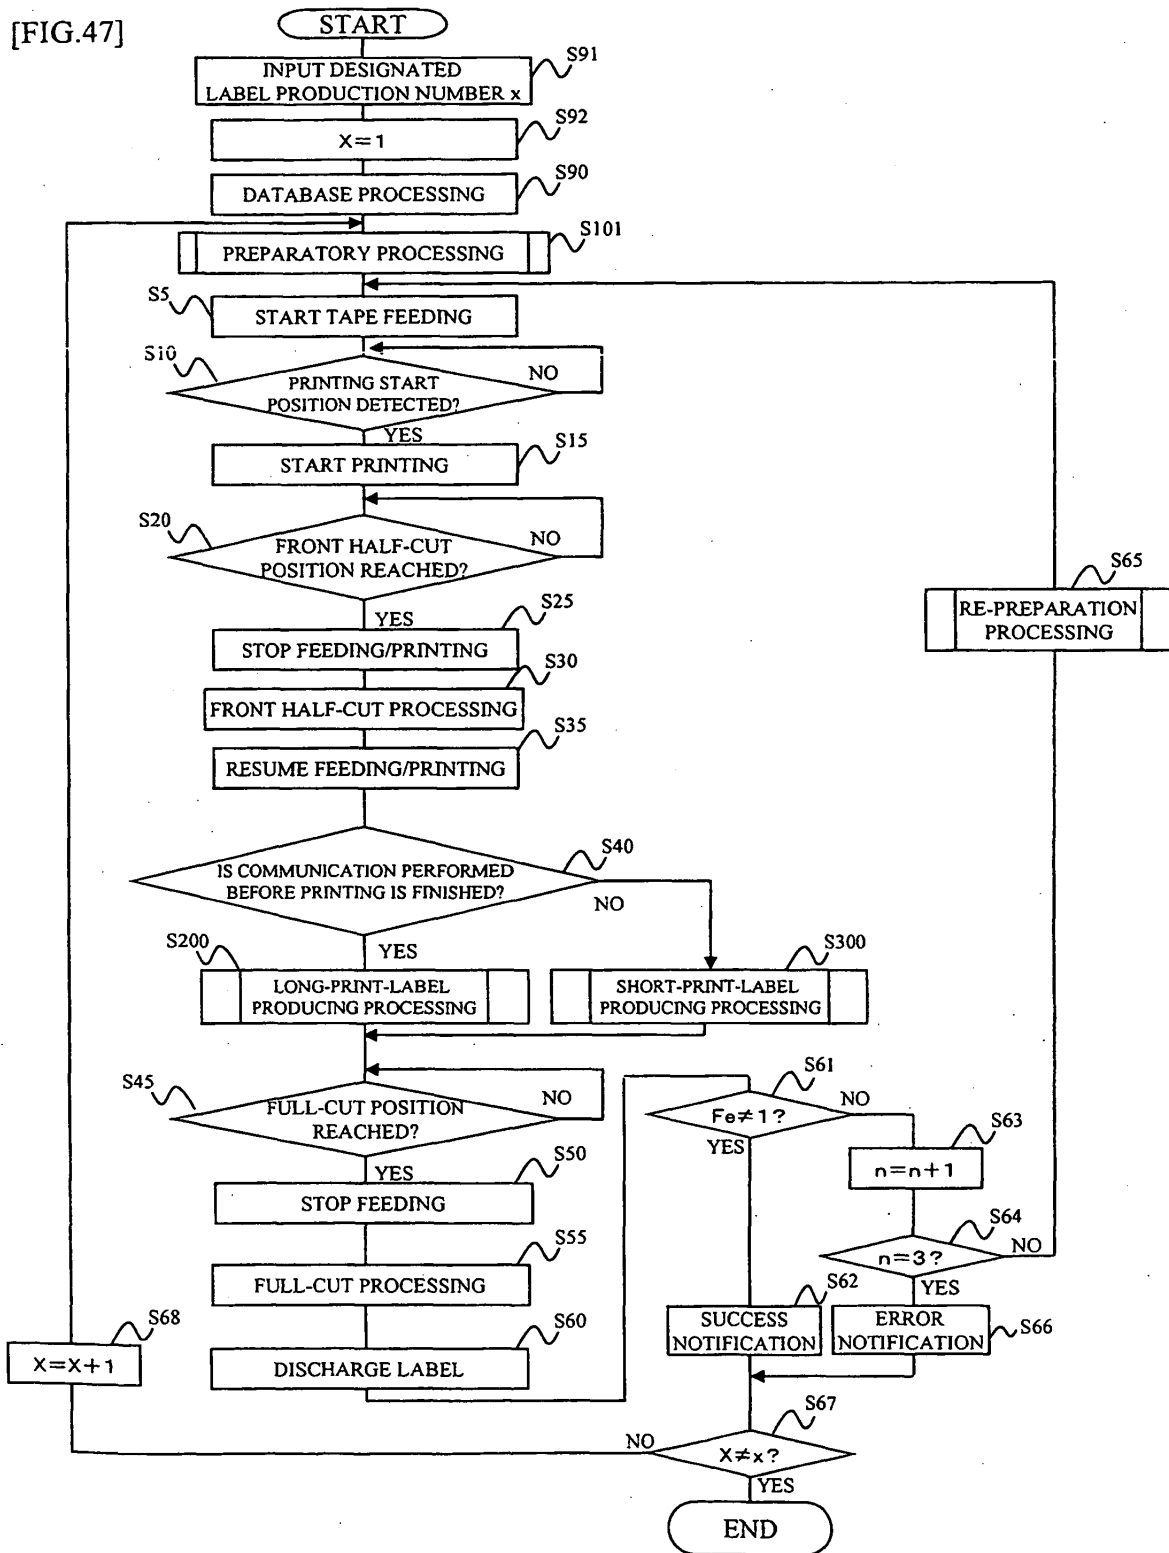 [FIG.47]
START
S91
INPUT DESIGNATED
LABEL PRODUCTION NUMBER x
S92
X=1
S90
DATABASE PROCESSING
S101
PREPARATORY PROCESSING
S5
START TAPE FEEDING
S10
PRINTING START
POSITION DETECTED?
NO
YES
S15
START PRINTING
S20
FRONT HALF-CUT
POSITION REACHED?
NO
YES
S25
STOP FEEDING/PRINTING
S30
FRONT HALF-CUT PROCESSING
S35
RESUME FEEDING/PRINTING
S65
RE-PREPARATION
PROCESSING
S40
IS COMMUNICATION PERFORMED
BEFORE PRINTING IS FINISHED?
NO
YES
S200
LONG-PRINT-LABEL
PRODUCING PROCESSING
S300
SHORT-PRINT-LABEL
PRODUCING PROCESSING
S45
FULL-CUT POSITION
REACHED?
NO
YES
S50
STOP FEEDING
S55
FULL-CUT PROCESSING
S60
DISCHARGE LABEL
S61
Fe≠1?
NO
YES
S63
n=n+1
S64
n=3?
NO
YES
S62
SUCCESS
NOTIFICATION
ERROR
NOTIFICATION
S66
S68
X=X+1
S67
X≠x?
NO
YES
END